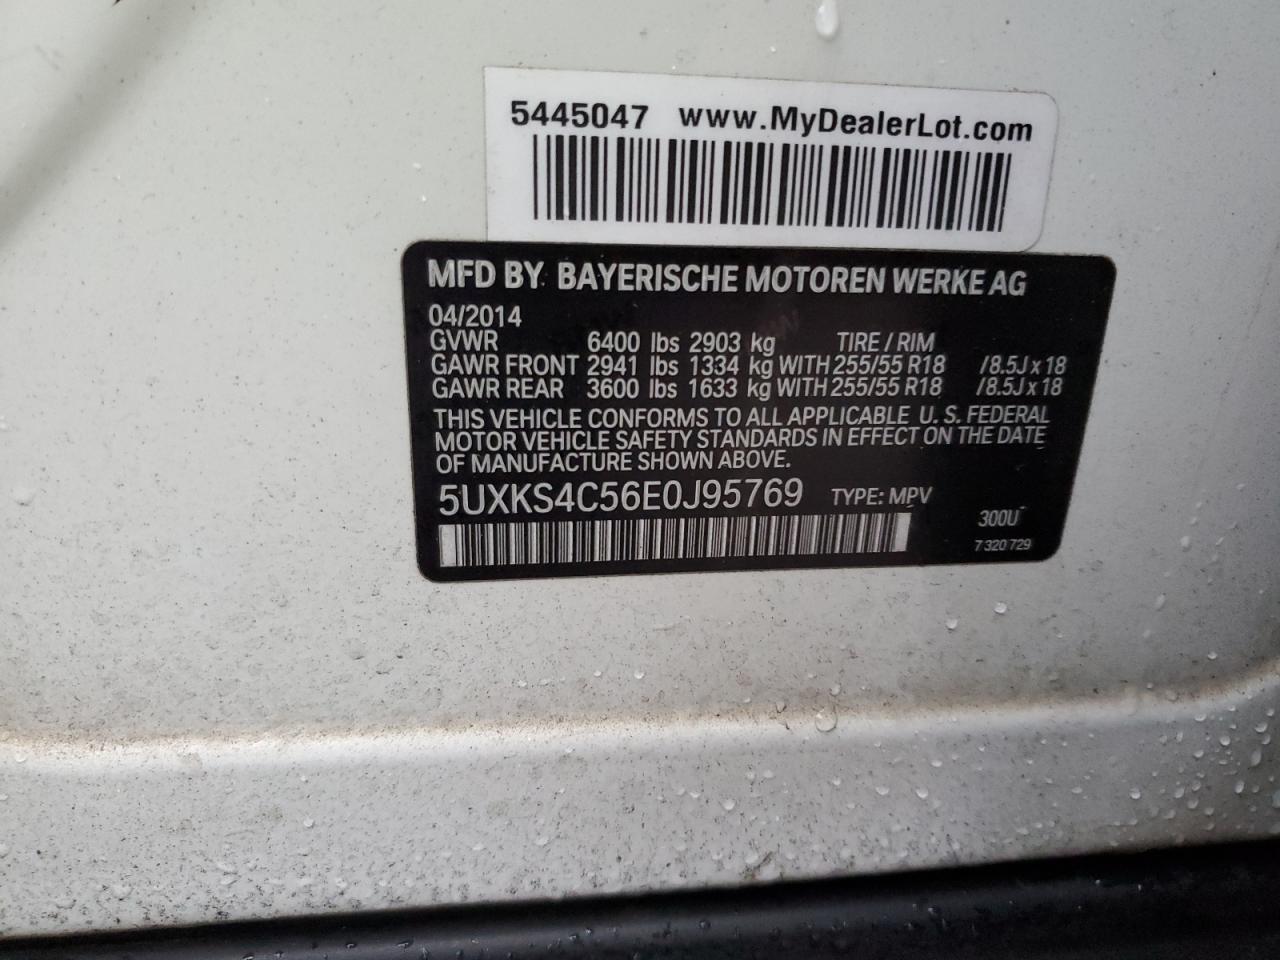 5445047 www.MyDealerLot.com
MFD BY BAYERISCHE MOTOREN WERKE AG
04/2014
GVWR 6400 lbs 2903 kg TIRE / RIM
GAWR FRONT 2941 lbs 1334 kg WITH 255/55 R18 /8.5J x 18
GAWR REAR 3600 lbs 1633 kg WITH 255/55 R18 /8.5J x 18
THIS VEHICLE CONFORMS TO ALL APPLICABLE U. S. FEDERAL
MOTOR VEHICLE SAFETY STANDARDS IN EFFECT ON THE DATE
OF MANUFACTURE SHOWN ABOVE.
5UXKS4C56E0J95769 TYPE: MPV
300U
7 320 729